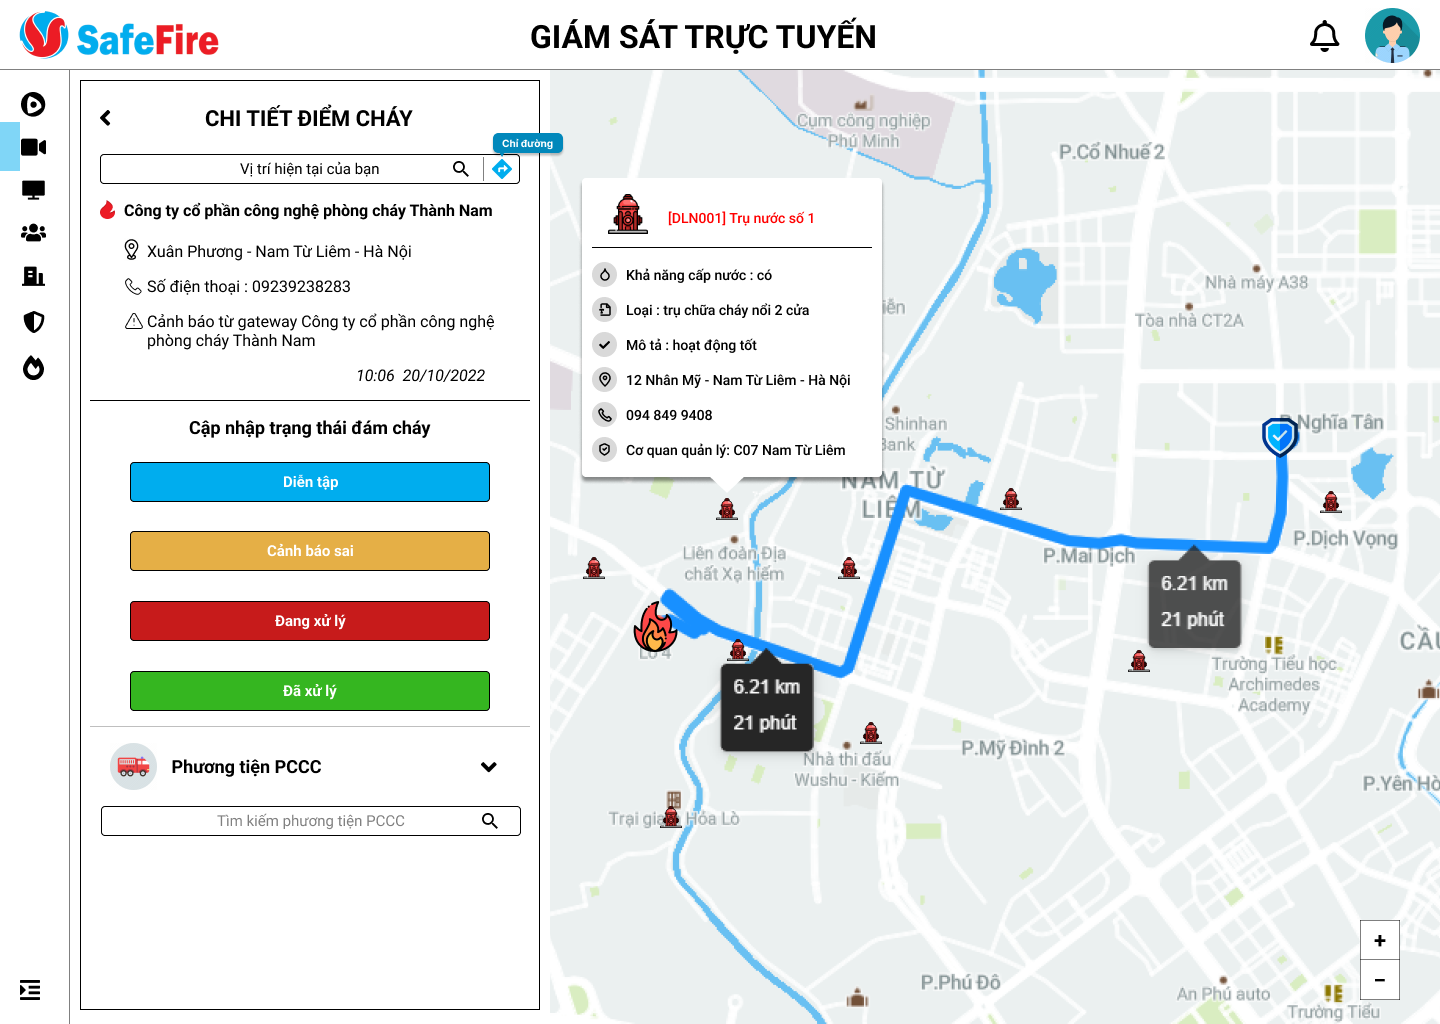 SafeFire
GIÁM SÁT TRỰC TUYẾN
CHI TIẾT ĐIỂM CHÁY
Chỉ đường
Vị trí hiện tại của bạn
Công ty cổ phần công nghệ phòng cháy Thành Nam
Xuân Phương - Nam Từ Liêm - Hà Nội
Số điện thoại : 09239238283
Cảnh báo từ gateway Công ty cổ phần công nghệ
phòng cháy Thành Nam
10:06 20/10/2022
Cập nhập trạng thái đám cháy
Diễn tập
Cảnh báo sai
Đang xử lý
Đã xử lý
Phương tiện PCCC
Tìm kiếm phương tiện PCCC
Cụm công nghiệp
Phú Minh
P.Cổ Nhuế 2
[DLN001] Trụ nước số 1
Khả năng cấp nước : có
Loại : trụ chữa cháy nổi 2 cửa
Mô tả : hoạt động tốt
12 Nhân Mỹ - Nam Từ Liêm - Hà Nội
094 849 9408
Cơ quan quản lý: C07 Nam Từ Liêm
Nhà máy A38
Tòa nhà CT2A
Shinhan
Bank
P.Nghĩa Tân
NAM TỪ
LIÊM
P.Dịch Vọng
Liên đoàn Địa
chất Xạ hiếm
P.Mai Dịch
6.21 km
21 phút
Lô 4
6.21 km
21 phút
Trường Tiểu học
Archimedes
Academy
P.Mỹ Đình 2
Nhà thi đấu
Wushu - Kiếm
P.Yên Hò
Hỏa Lò
P.Phú Đô
An Phú auto
Trường Tiểu
+
−